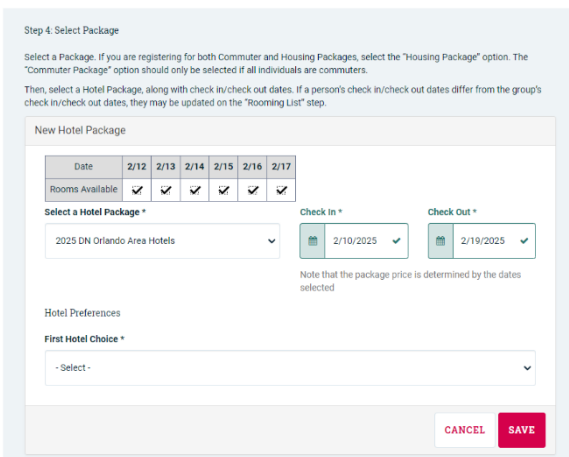 Step 4: Select Package
Select a Package. If you are registering for both Commuter and Housing Packages, select the "Housing Package" option. The
"Commuter Package" option should only be selected if all individuals are commuters.
Then, select a Hotel Package, along with check in/check out dates. If a person's check in/check out dates differ from the group's
check in/check out dates, they may be updated on the "Rooming List" step.
New Hotel Package
Date 2/12 2/13 2/14 2/15 2/16 2/17
Rooms Available
Select a Hotel Package * Check In * Check Out *
2025 DN Orlando Area Hotels 2/10/2025 2/19/2025
Note that the package price is determined by the dates
selected
Hotel Preferences
First Hotel Choice *
- Select -
CANCEL SAVE